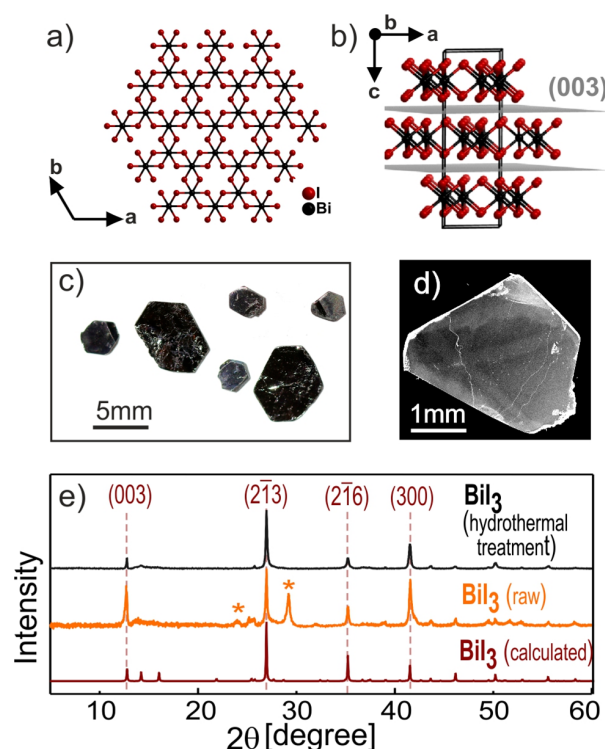 a)
b
a
I
Bi
b)
b
a
c
(003)
c)
5mm
d)
1mm
e)
(003)
(21̅3)
(21̅6)
(300)
BiI₃
(hydrothermal
treatment)
*
*
BiI₃ (raw)
BiI₃ (calculated)
Intensity
10
20
30
40
50
60
2θ [degree]